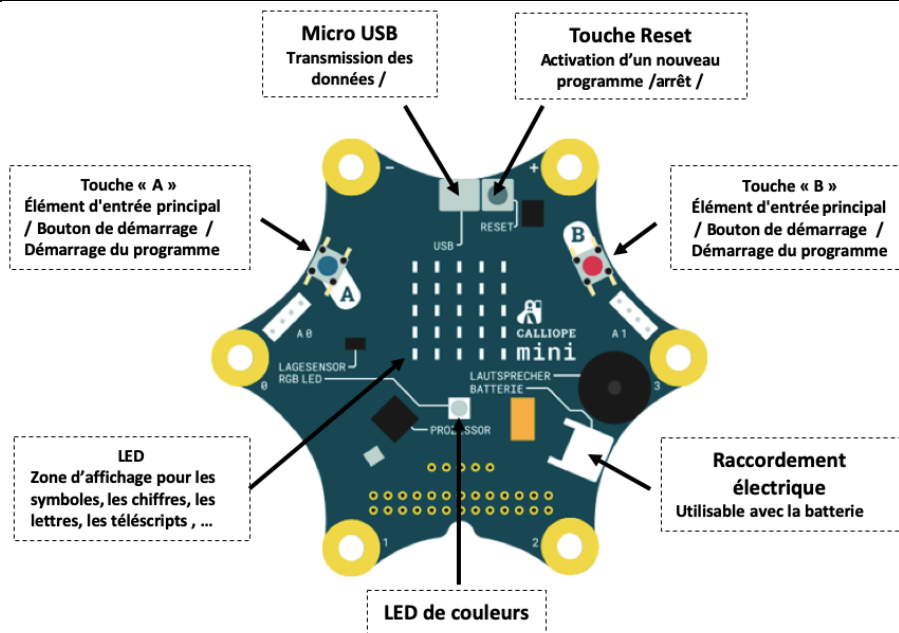 Micro USB
Transmission des
données /
Touche Reset
Activation d'un nouveau
programme /arrêt /
Touche « A »
Élément d'entrée principal
/ Bouton de démarrage /
Démarrage du programme
Touche « B »
Élément d'entrée principal
/ Bouton de démarrage /
Démarrage du programme
-
+
USB
RESET
A
B
A0
A1
CALLIOPE
mini
LAGESENSOR
RGB LED
0
LAUTSPRECHER
BATTERIE
3
PROZESSOR
LED
Zone d'affichage pour les
symboles, les chiffres, les
lettres, les téléscripts , ...
Raccordement
électrique
Utilisable avec la batterie
1
2
LED de couleurs